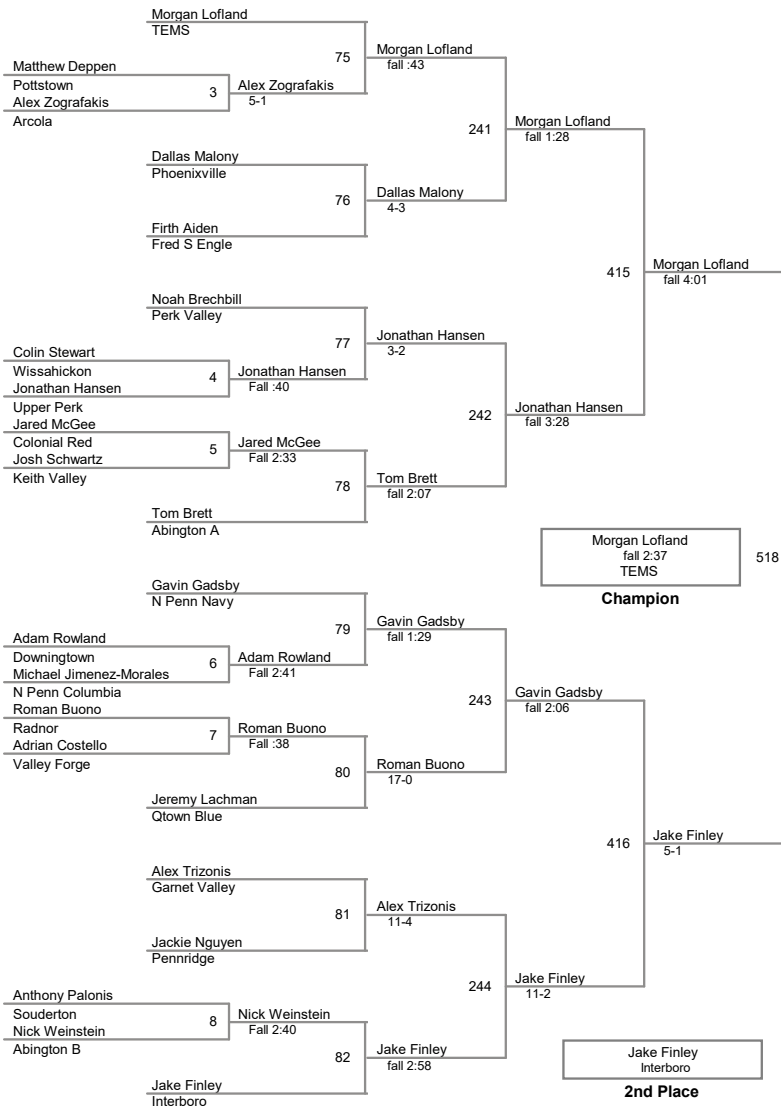 Morgan Lofland
TEMS
75
Morgan Lofland
fall :43
Matthew Deppen
Pottstown
3
Alex Zografakis
5-1
Alex Zografakis
Arcola
241
Morgan Lofland
fall 1:28
Dallas Malony
Phoenixville
76
Dallas Malony
4-3
Firth Aiden
Fred S Engle
415
Morgan Lofland
fall 4:01
Noah Brechbill
Perk Valley
77
Jonathan Hansen
3-2
Colin Stewart
Wissahickon
4
Jonathan Hansen
Fall :40
Jonathan Hansen
Upper Perk
242
Jonathan Hansen
fall 3:28
Jared McGee
Colonial Red
5
Jared McGee
Fall 2:33
Josh Schwartz
Keith Valley
78
Tom Brett
fall 2:07
Tom Brett
Abington A
Morgan Lofland
fall 2:37
TEMS
518
Champion
Gavin Gadsby
N Penn Navy
79
Gavin Gadsby
fall 1:29
Adam Rowland
Downingtown
6
Adam Rowland
Fall 2:41
Michael Jimenez-Morales
N Penn Columbia
243
Gavin Gadsby
fall 2:06
Roman Buono
Radnor
7
Roman Buono
Fall :38
Adrian Costello
Valley Forge
80
Roman Buono
17-0
Jeremy Lachman
Qtown Blue
416
Jake Finley
5-1
Alex Trizonis
Garnet Valley
81
Alex Trizonis
11-4
Jackie Nguyen
Pennridge
244
Jake Finley
11-2
Anthony Palonis
Souderton
8
Nick Weinstein
Fall 2:40
Nick Weinstein
Abington B
82
Jake Finley
fall 2:58
Jake Finley
Interboro
Jake Finley
Interboro
2nd Place